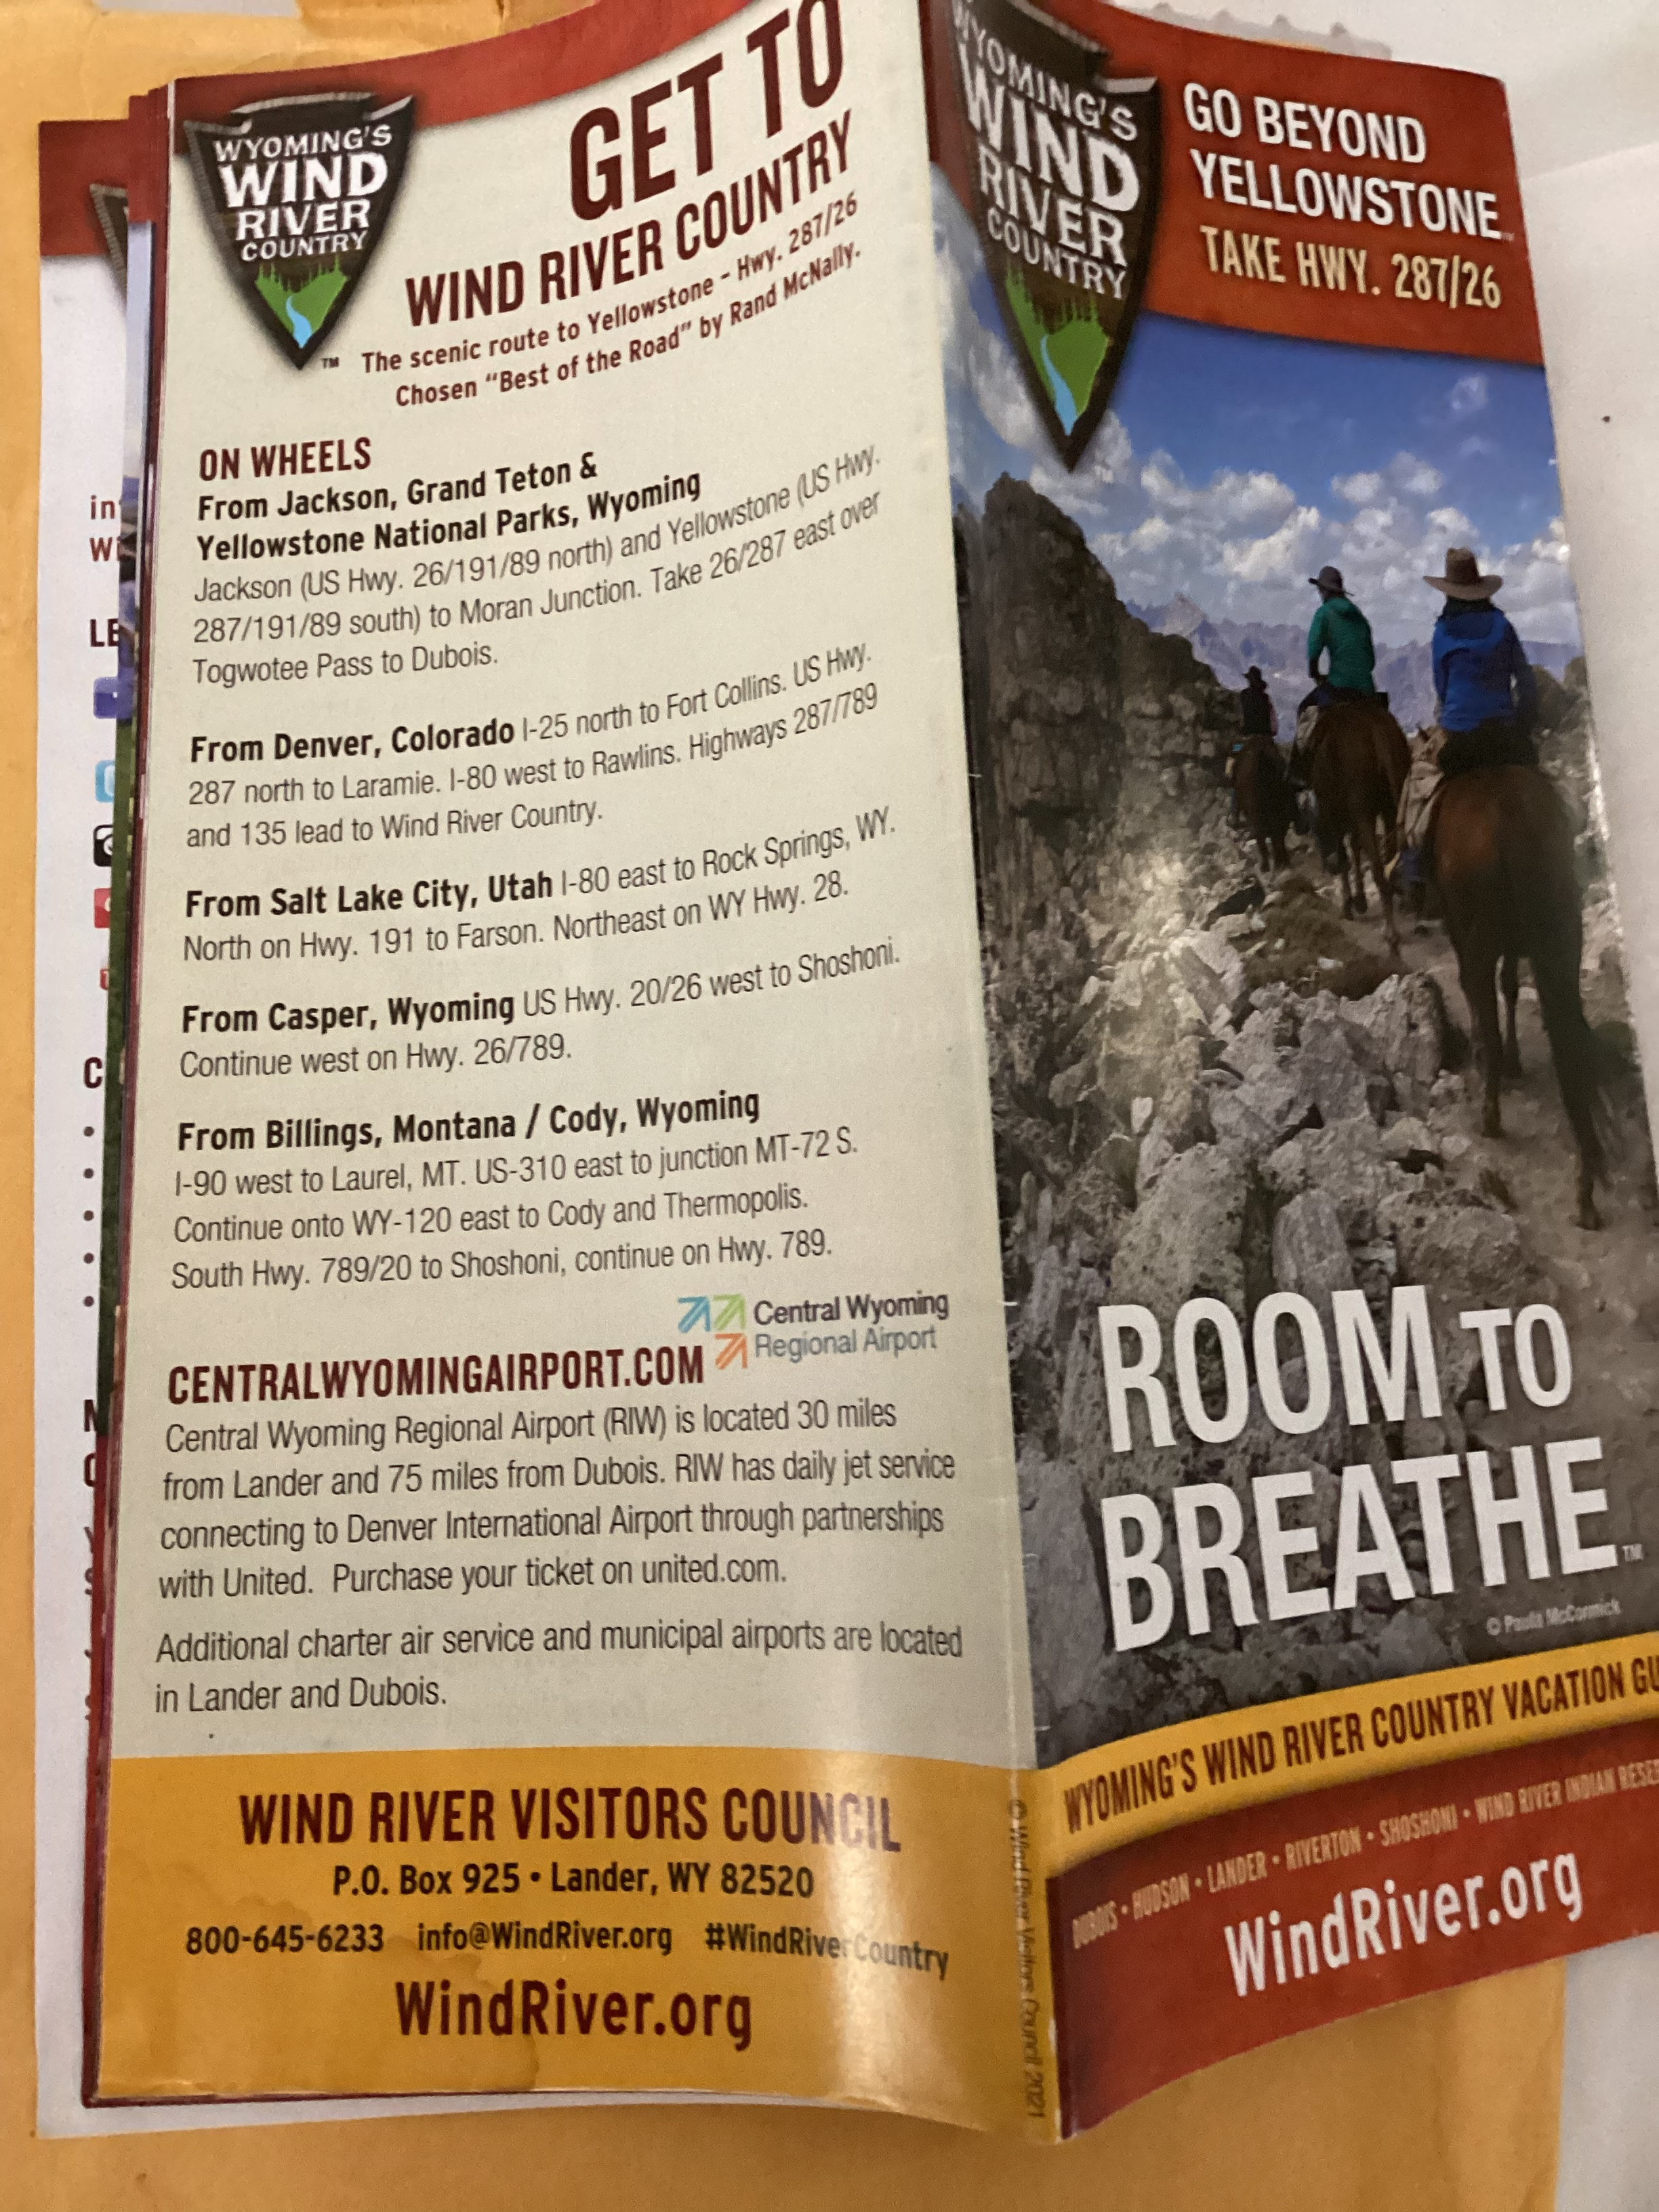 WYOMING'S
WIND
RIVER
COUNTRY
™
GET TO
WIND RIVER COUNTRY
The scenic route to Yellowstone - Hwy. 287/26
Chosen “Best of the Road” by Rand McNally.
ON WHEELS
From Jackson, Grand Teton &
Yellowstone National Parks, Wyoming
Jackson (US Hwy. 26/191/89 north) and Yellowstone (US Hwy.
287/191/89 south) to Moran Junction. Take 26/287 east over
Togwotee Pass to Dubois.
From Denver, Colorado I-25 north to Fort Collins. US Hwy.
287 north to Laramie. I-80 west to Rawlins. Highways 287/789
and 135 lead to Wind River Country.
From Salt Lake City, Utah I-80 east to Rock Springs, WY.
North on Hwy. 191 to Farson. Northeast on WY Hwy. 28.
From Casper, Wyoming US Hwy. 20/26 west to Shoshoni.
Continue west on Hwy. 26/789.
From Billings, Montana / Cody, Wyoming
I-90 west to Laurel, MT. US-310 east to junction MT-72 S.
Continue onto WY-120 east to Cody and Thermopolis.
South Hwy. 789/20 to Shoshoni, continue on Hwy. 789.
Central Wyoming
Regional Airport
CENTRALWYOMINGAIRPORT.COM
Central Wyoming Regional Airport (RIW) is located 30 miles
from Lander and 75 miles from Dubois. RIW has daily jet service
connecting to Denver International Airport through partnerships
with United. Purchase your ticket on united.com.
Additional charter air service and municipal airports are located
in Lander and Dubois.
WIND RIVER VISITORS COUNCIL
P.O. Box 925 • Lander, WY 82520
800-645-6233 info@WindRiver.org #WindRiverCountry
WindRiver.org
© Wind River Visitors Council 2021
WYOMING'S
WIND
RIVER
COUNTRY
™
GO BEYOND
YELLOWSTONE™
TAKE HWY. 287/26
ROOM TO
BREATHE™
© Paula McCormick
WYOMING'S WIND RIVER COUNTRY VACATION GU
DUBOIS • HUDSON • LANDER • RIVERTON • SHOSHONI • WIND RIVER INDIAN RESER
WindRiver.org